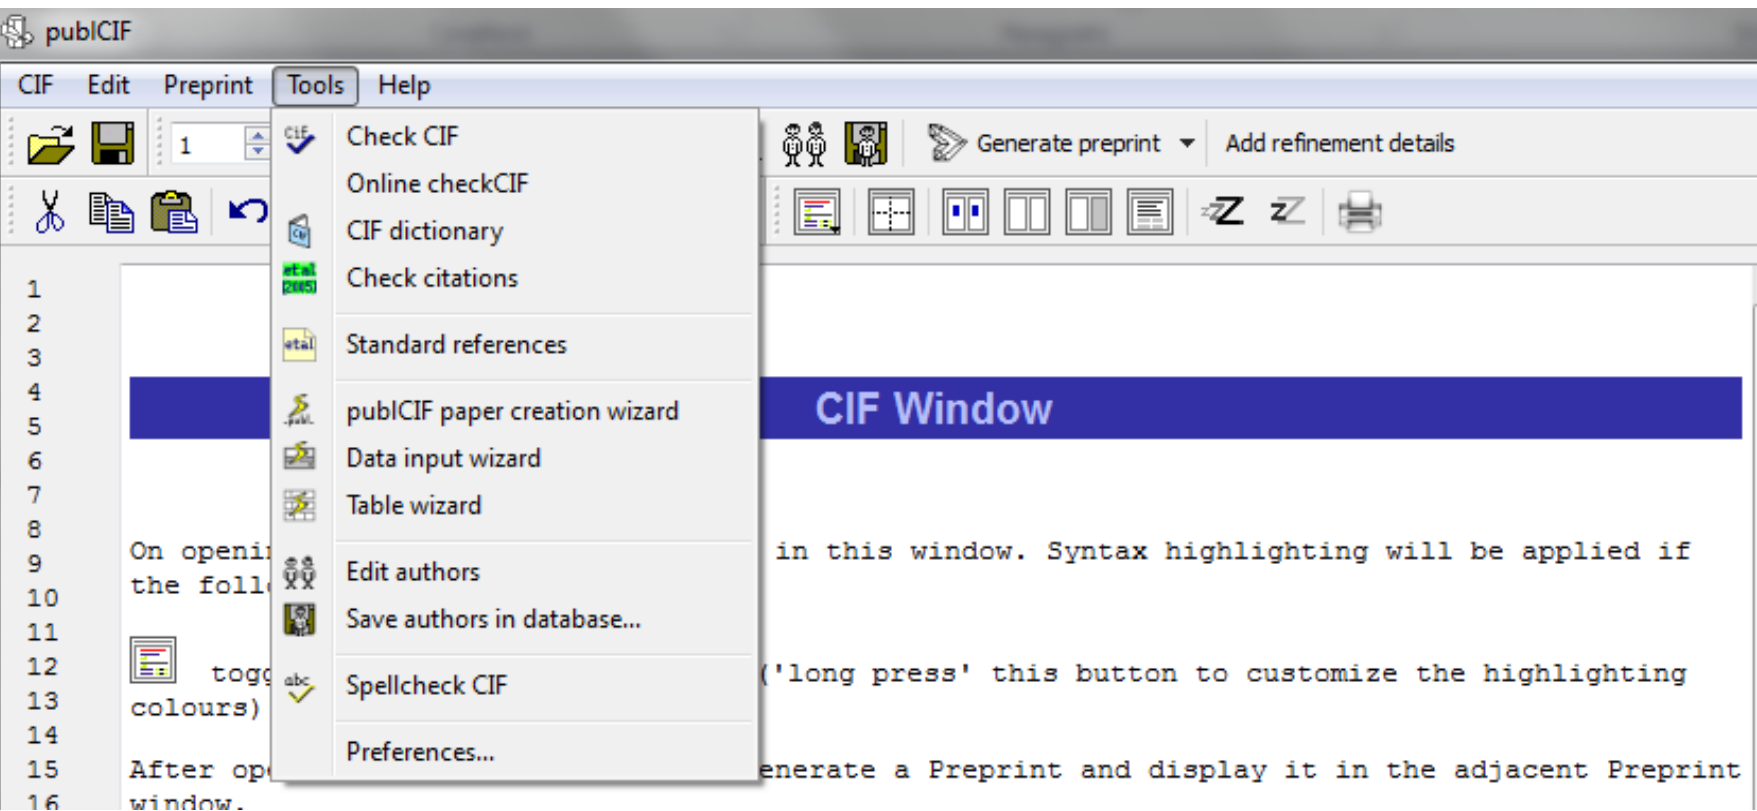 publCIF
CIF Edit Preprint Tools Help
1 Generate preprint Add refinement details
Check CIF
Online checkCIF
CIF dictionary
Check citations
Standard references
publCIF paper creation wizard
Data input wizard
Table wizard
Edit authors
Save authors in database...
Spellcheck CIF
Preferences...
1
2
3
4 CIF Window
5
6
7
8
9 On in this window. Syntax highlighting will be applied if
10 the
11
12 ('long press' this button to customize the highlighting
13 colours)
14
15 After a Preprint and display it in the adjacent Preprint
16 window.